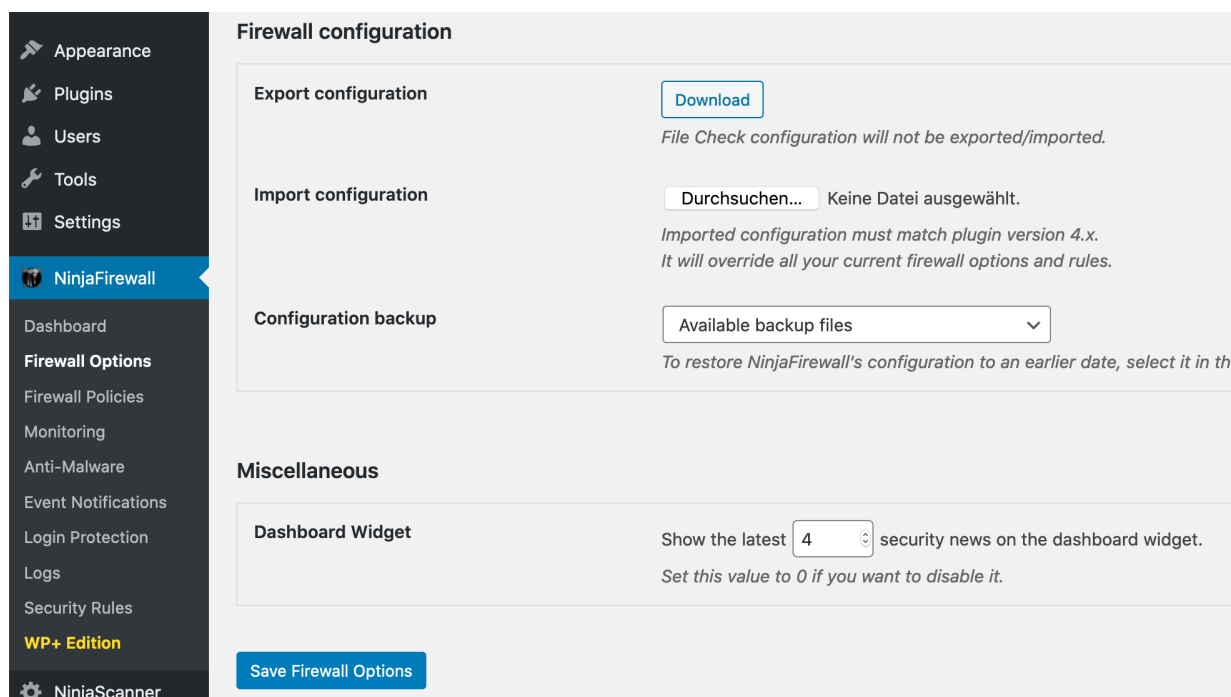 Appearance
Plugins
Users
Tools
Settings
NinjaFirewall
Dashboard
Firewall Options
Firewall Policies
Monitoring
Anti-Malware
Event Notifications
Login Protection
Logs
Security Rules
WP+ Edition
NinjaScanner
Firewall configuration
Export configuration
Download
File Check configuration will not be exported/imported.
Import configuration
Durchsuchen... Keine Datei ausgewählt.
Imported configuration must match plugin version 4.x.
It will override all your current firewall options and rules.
Configuration backup
Available backup files
To restore NinjaFirewall's configuration to an earlier date, select it in th
Miscellaneous
Dashboard Widget
Show the latest 4 security news on the dashboard widget.
Set this value to 0 if you want to disable it.
Save Firewall Options